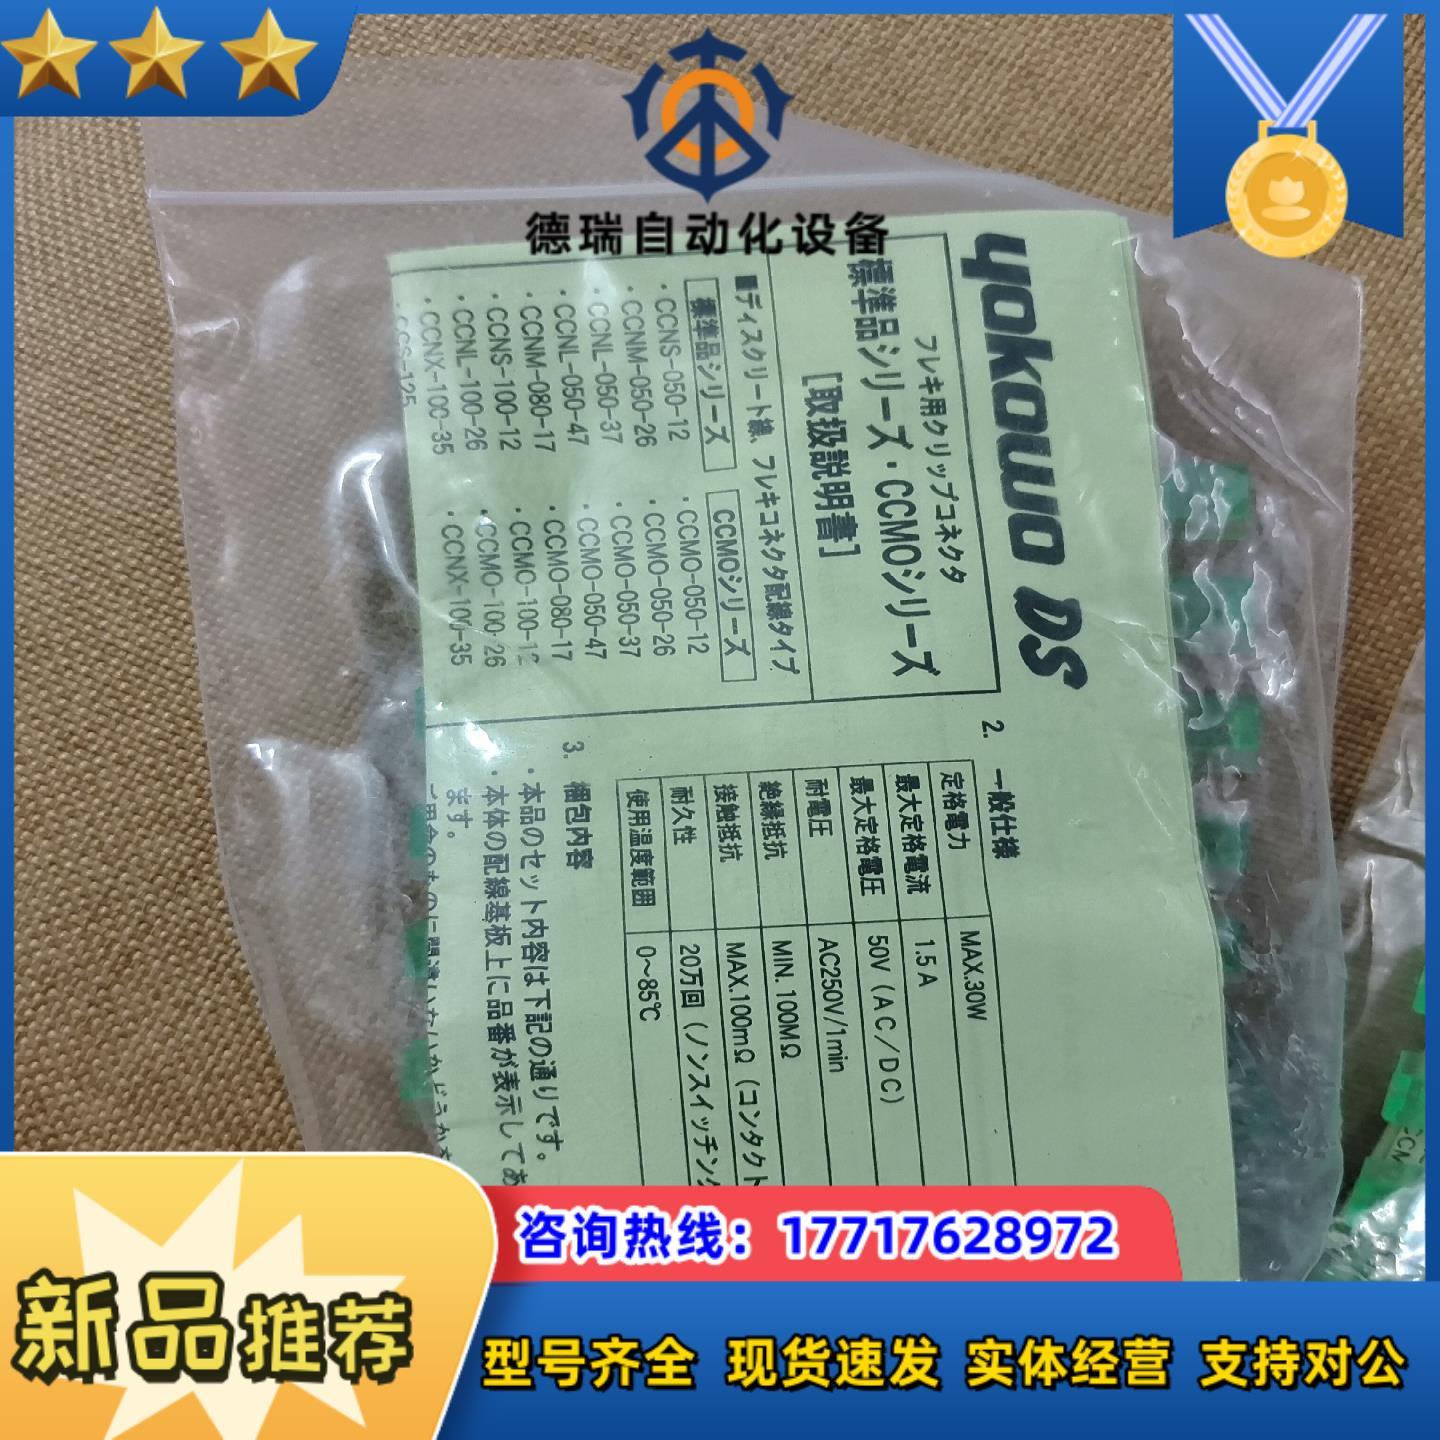 德瑞自动化设备
yokowo DS
フレキ用クリップコネクタ
標準品シリーズ・CCMOシリーズ
[取扱説明書]
■ディスクリート線、フレキコネクタ配線タイプ
標準品シリーズ
・CCNS-050-12
・CCNM-050-26
・CCNL-050-37
・CCNL-050-47
・CCNM-080-17
・CCNS-100-12
・CCNL-100-26
・CCNX-100-35
CCMOシリーズ
・CCMO-050-12
・CCMO-050-26
・CCMO-050-37
・CCMO-050-47
・CCMO-080-17
・CCMO-100-12
・CCMO-100-26
・CCNX-100-35
2. 一般仕様
定格電力 MAX.30W
最大定格電流 1.5A
最大定格電圧 50V(AC/DC)
耐電圧 AC250V/1min
絶縁抵抗 MIN.100MΩ
接触抵抗 MAX.100mΩ(コンタクト
耐久性 20万回(ノンスイッチング
使用温度範囲 0～85℃
3. 梱包内容
・本品のセット内容は下記の通りです。
・本体の配線基板上に品番が表示してあ
ます。
咨询热线：17717628972
新品推荐
型号齐全 现货速发 实体经营 支持对公